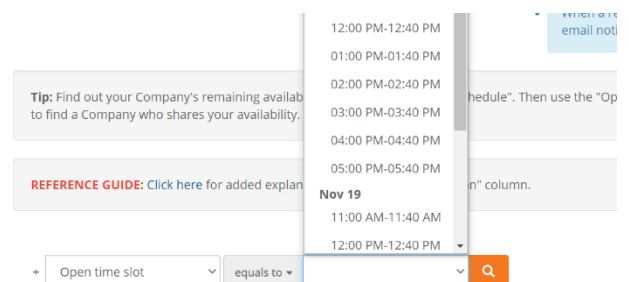 When a re
12:00 PM-12:40 PM
email noti
01:00 PM-01:40 PM
02:00 PM-02:40 PM
Tip: Find out your Company's remaining availab hedule". Then use the "Op
03:00 PM-03:40 PM
to find a Company who shares your availability.
04:00 PM-04:40 PM
05:00 PM-05:40 PM
REFERENCE GUIDE: Click here for added explan n" column.
Nov 19
11:00 AM-11:40 AM
12:00 PM-12:40 PM
+ Open time slot equals to